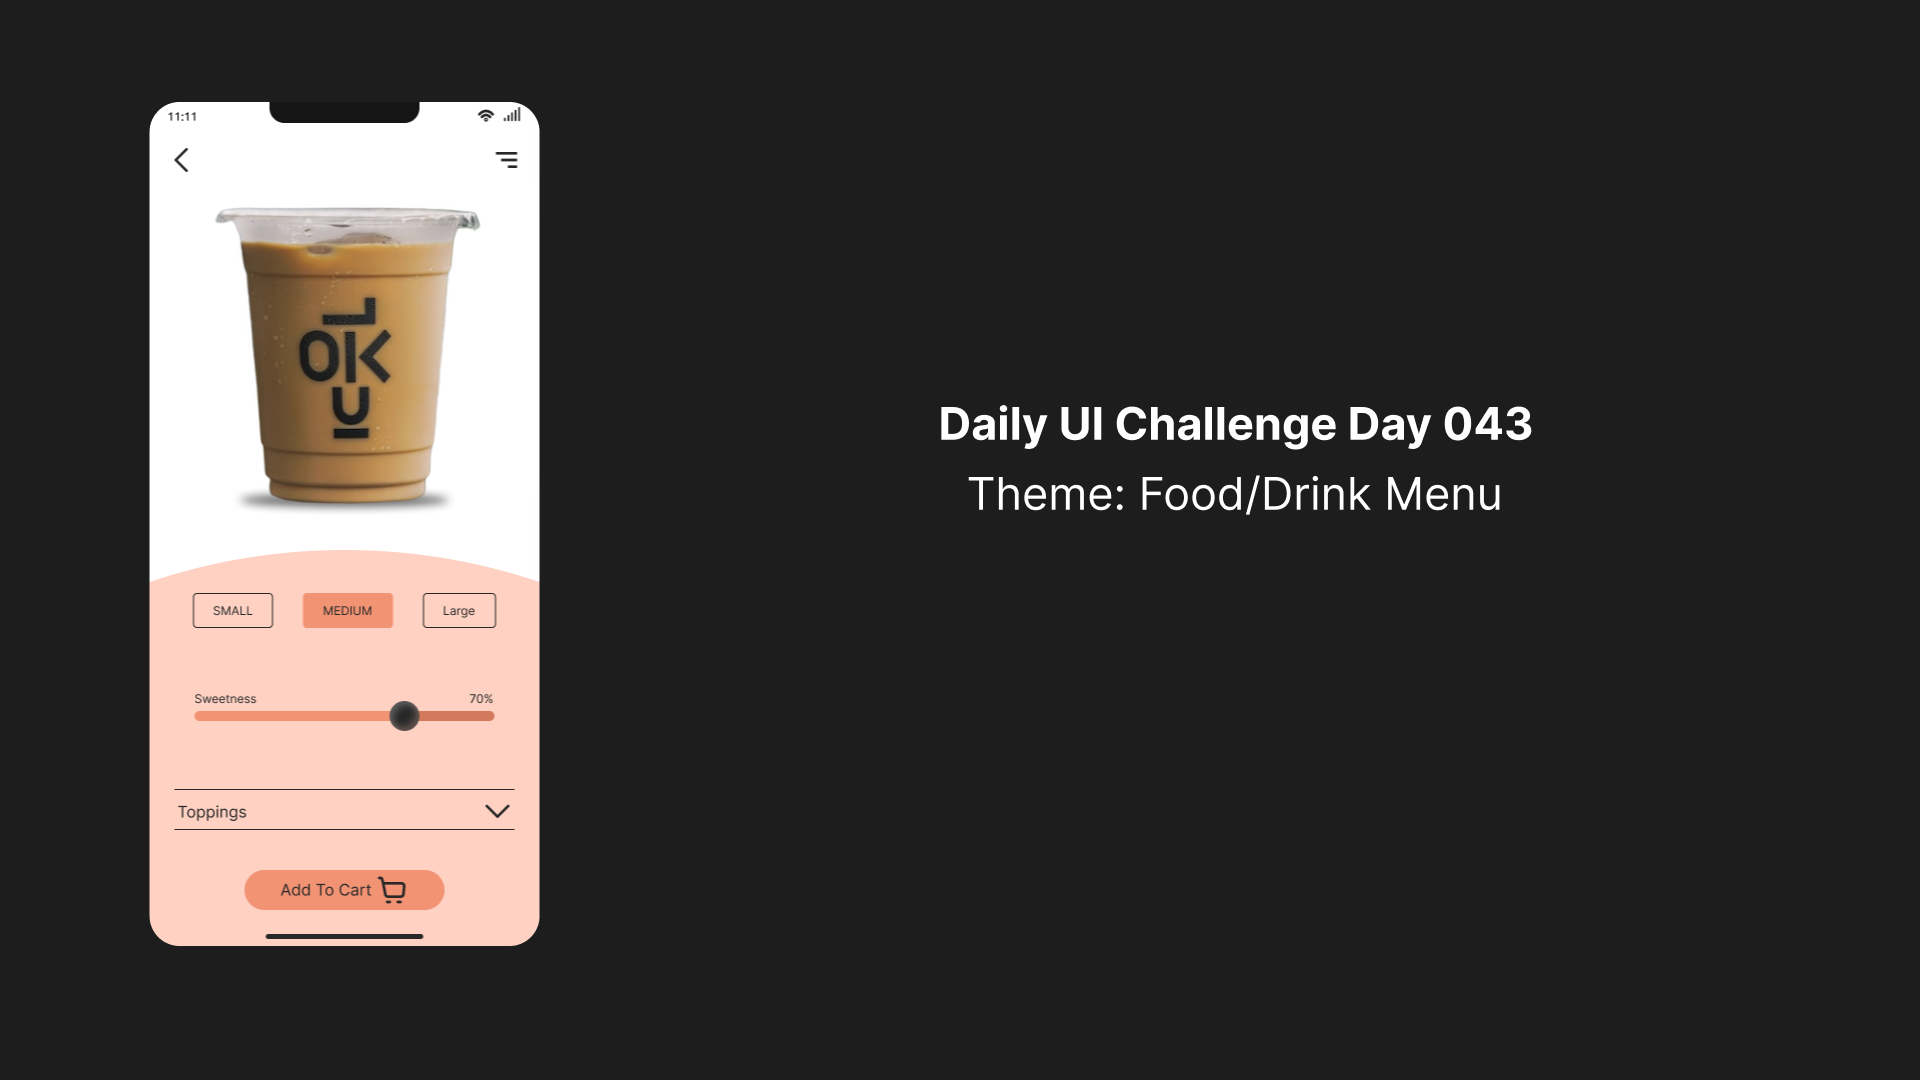 11:11
L
OK
U
SMALL
MEDIUM
Large
Sweetness
70%
Toppings
Add To Cart
Daily UI Challenge Day 043
Theme: Food/Drink Menu